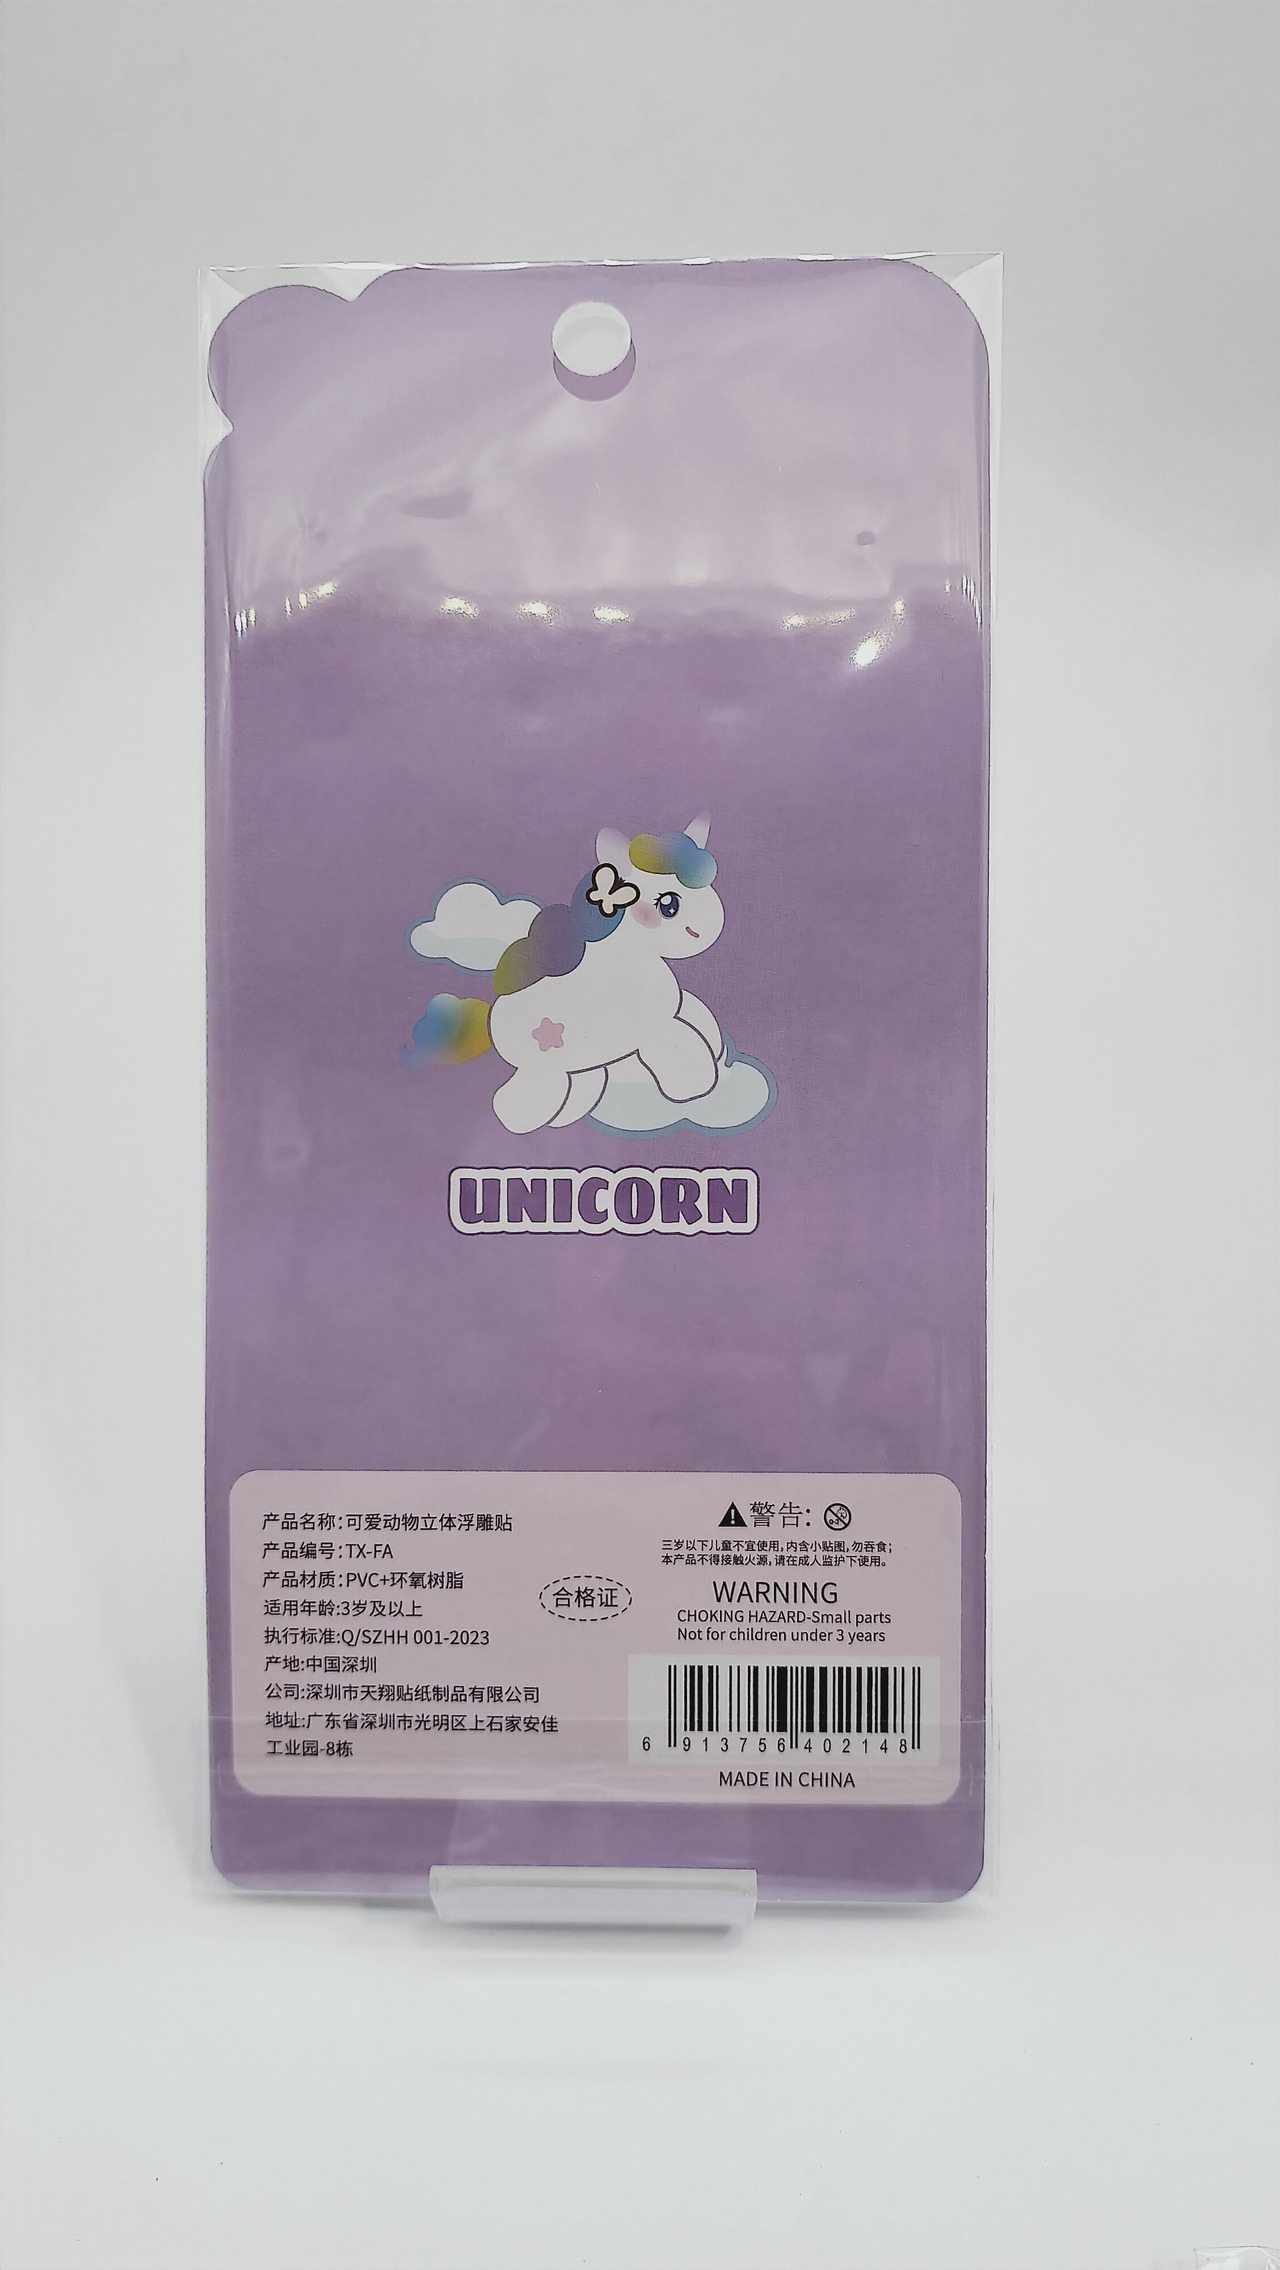 UNICORN
产品名称:可爱动物立体浮雕贴
产品编号:TX-FA
产品材质:PVC+环氧树脂
适用年龄:3岁及以上
执行标准:Q/SZHH 001-2023
产地:中国深圳
公司:深圳市天翔贴纸制品有限公司
地址:广东省深圳市光明区上石家安佳
工业园-8栋
合格证
警告:
三岁以下儿童不宜使用,内含小贴图,勿吞食;
本产品不得接触火源,请在成人监护下使用。
WARNING
CHOKING HAZARD-Small parts
Not for children under 3 years
6 913756 402148
MADE IN CHINA